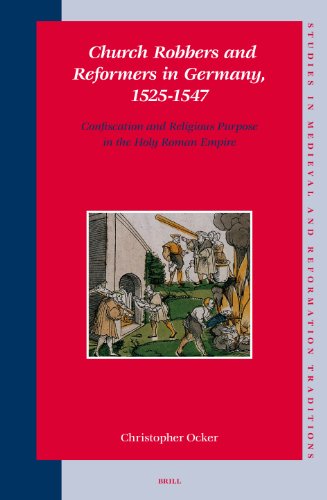 Church Robbers and
Reformers in Germany,
1525-1547
Confiscation and Religious Purpose
in the Holy Roman Empire
Christopher Ocker
BRILL
STUDIES IN MEDIEVAL AND REFORMATION TRADITIONS